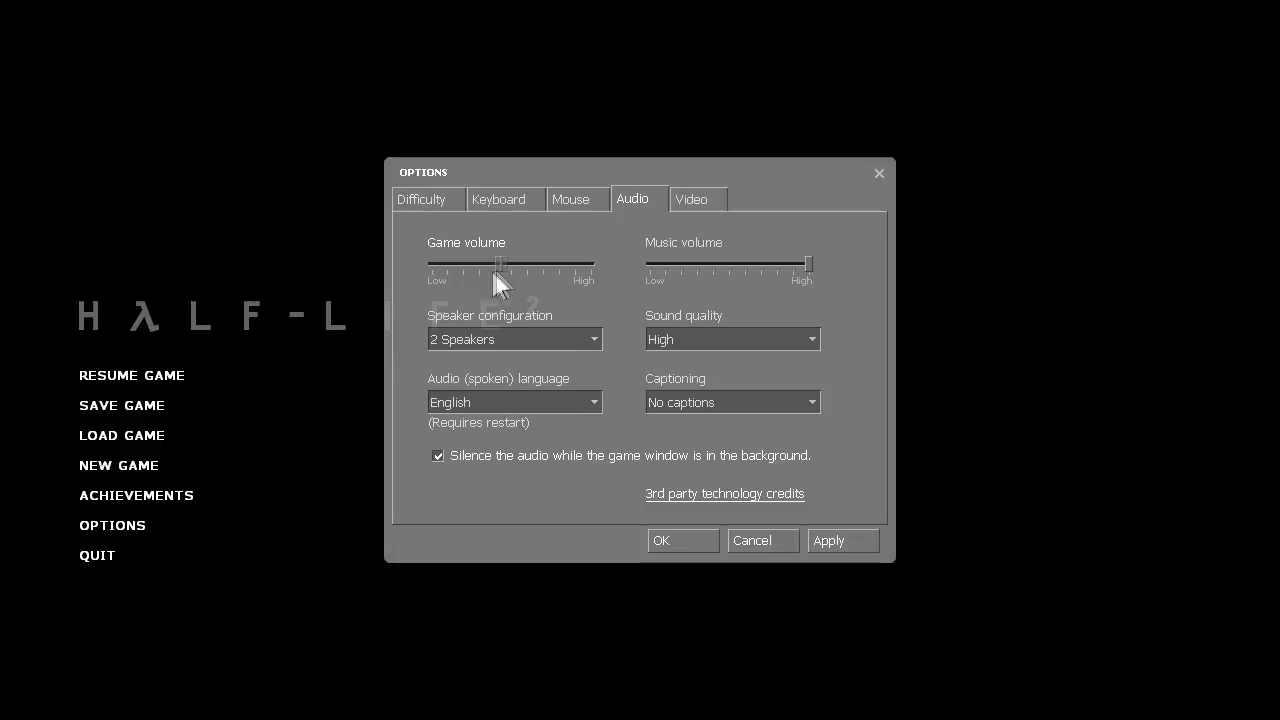 OPTIONS
Difficulty Keyboard Mouse Audio Video
Game volume Music volume
Low High Low High
HλLF-LIFE²
Speaker configuration Sound quality
2 Speakers High
Audio (spoken) language Captioning
English No captions
(Requires restart)
Silence the audio while the game window is in the background.
3rd party technology credits
OK Cancel Apply
RESUME GAME
SAVE GAME
LOAD GAME
NEW GAME
ACHIEVEMENTS
OPTIONS
QUIT